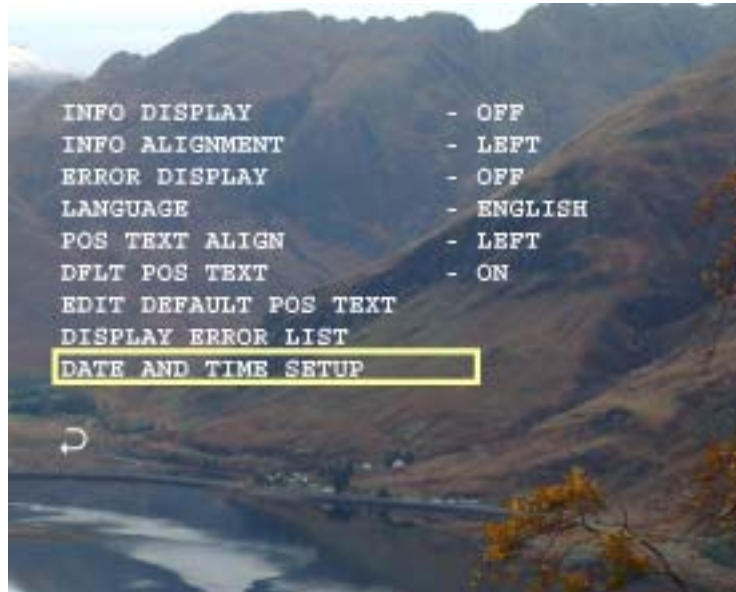 INFO DISPLAY - OFF
INFO ALIGNMENT - LEFT
ERROR DISPLAY - OFF
LANGUAGE - ENGLISH
POS TEXT ALIGN - LEFT
DFLT POS TEXT - ON
EDIT DEFAULT POS TEXT
DISPLAY ERROR LIST
DATE AND TIME SETUP